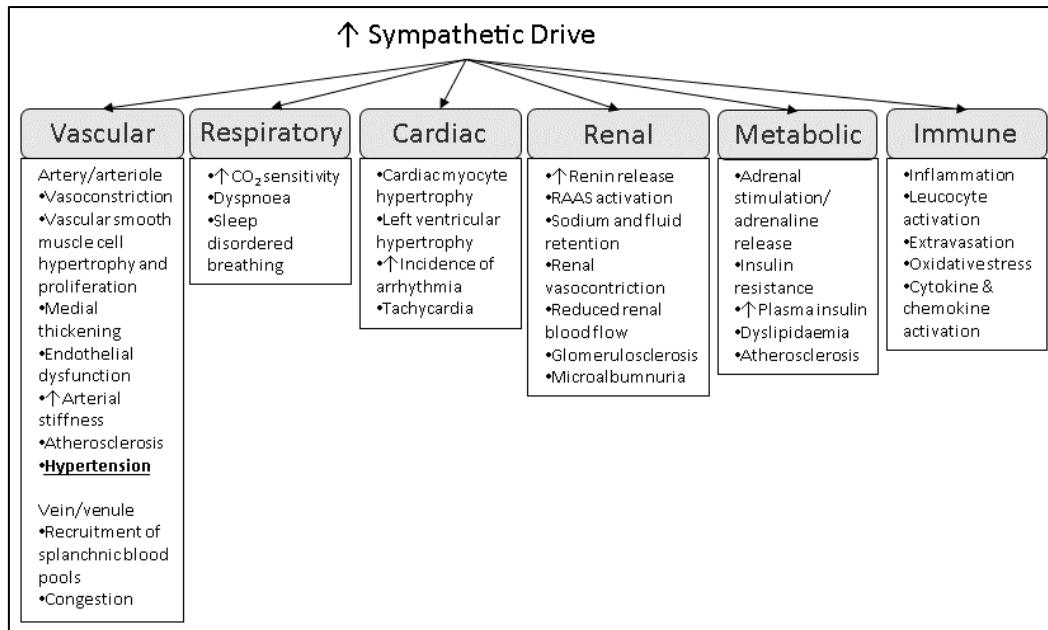 ↑ Sympathetic Drive
Vascular
Artery/arteriole
•Vasoconstriction
•Vascular smooth
muscle cell
hypertrophy and
proliferation
•Medial
thickening
•Endothelial
dysfunction
•↑Arterial
stiffness
•Atherosclerosis
•Hypertension
Vein/venule
•Recruitment of
splanchnic blood
pools
•Congestion
Respiratory
•↑CO₂ sensitivity
•Dyspnoea
•Sleep
disordered
breathing
Cardiac
•Cardiac myocyte
hypertrophy
•Left ventricular
hypertrophy
•↑Incidence of
arrhythmia
•Tachycardia
Renal
•↑Renin release
•RAAS activation
•Sodium and fluid
retention
•Renal
vasocontriction
•Reduced renal
blood flow
•Glomerulosclerosis
•Microalbumnuria
Metabolic
•Adrenal
stimulation/
adrenaline
release
•Insulin
resistance
•↑Plasma insulin
•Dyslipidaemia
•Atherosclerosis
Immune
•Inflammation
•Leucocyte
activation
•Extravasation
•Oxidative stress
•Cytokine &
chemokine
activation